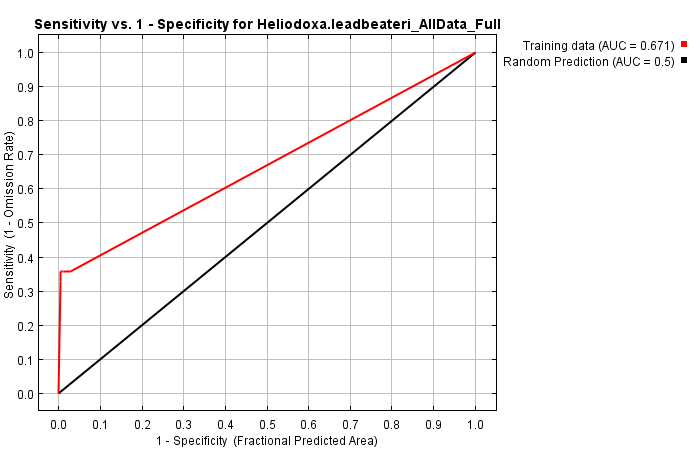 Sensitivity vs. 1 - Specificity for Heliodoxa.leadbeateri_AllData_Full
Training data (AUC = 0.671)
Random Prediction (AUC = 0.5)
Sensitivity (1 - Omission Rate)
1.0
0.9
0.8
0.7
0.6
0.5
0.4
0.3
0.2
0.1
0.0
0.0 0.1 0.2 0.3 0.4 0.5 0.6 0.7 0.8 0.9 1.0
1 - Specificity (Fractional Predicted Area)